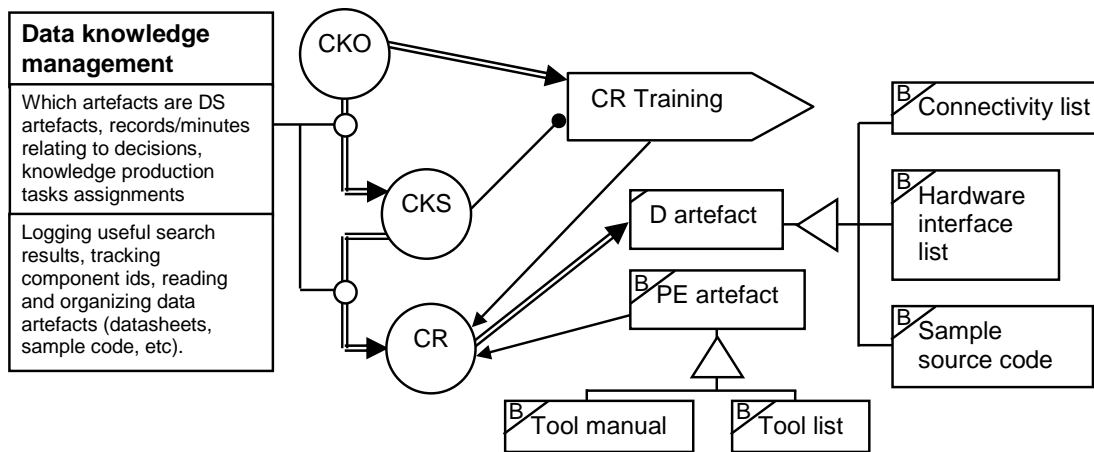 Data knowledge
management
Which artefacts are DS
artefacts, records/minutes
relating to decisions,
knowledge production
tasks assignments
Logging useful search
results, tracking
component ids, reading
and organizing data
artefacts (datasheets,
sample code, etc).
CKO
CKS
CR
CR Training
D artefact
B
PE artefact
B
Tool manual
B
Tool list
B
Connectivity list
B
Hardware
interface
list
B
Sample
source code